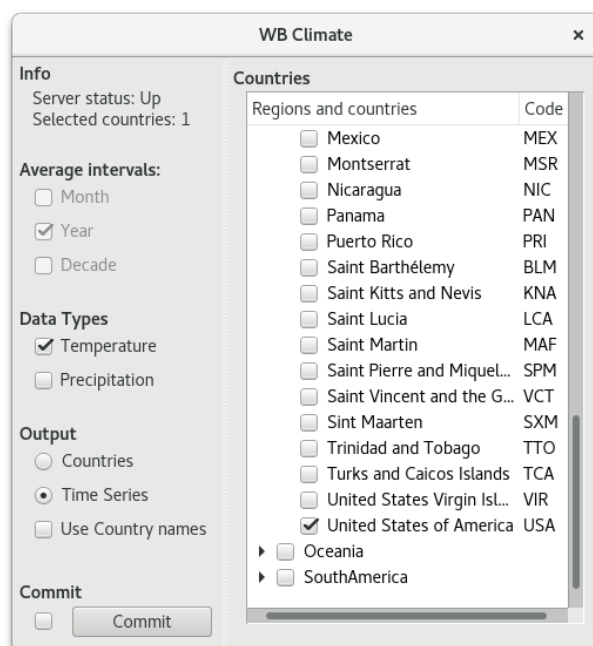 WB Climate
Info
Server status: Up
Selected countries: 1
Average intervals:
Month
Year
Decade
Data Types
Temperature
Precipitation
Output
Countries
Time Series
Use Country names
Commit
Commit
Countries
Regions and countries Code
Mexico MEX
Montserrat MSR
Nicaragua NIC
Panama PAN
Puerto Rico PRI
Saint Barthélemy BLM
Saint Kitts and Nevis KNA
Saint Lucia LCA
Saint Martin MAF
Saint Pierre and Miquel... SPM
Saint Vincent and the G... VCT
Sint Maarten SXM
Trinidad and Tobago TTO
Turks and Caicos Islands TCA
United States Virgin Isl... VIR
United States of America USA
Oceania
SouthAmerica